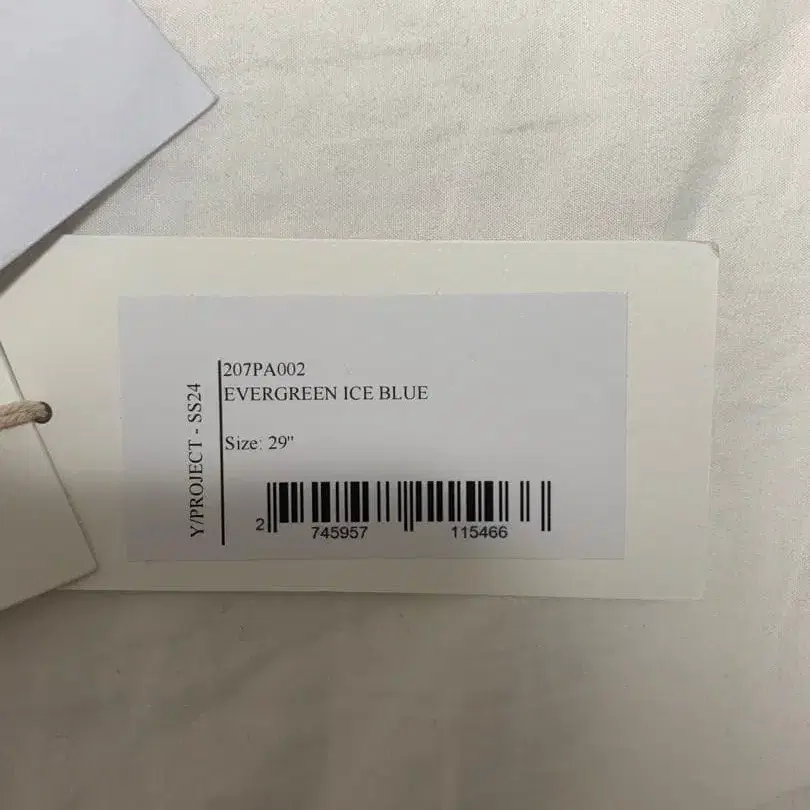 Y/PROJECT - SS24
207PA002
EVERGREEN ICE BLUE
Size: 29"
2 745957 115466